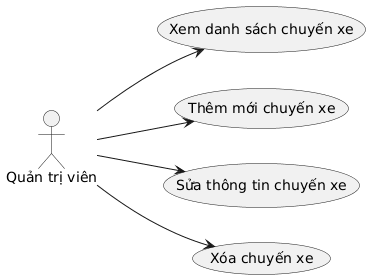 Xem danh sách chuyến xe
Thêm mới chuyến xe
Quản trị viên
Sửa thông tin chuyến xe
Xóa chuyến xe